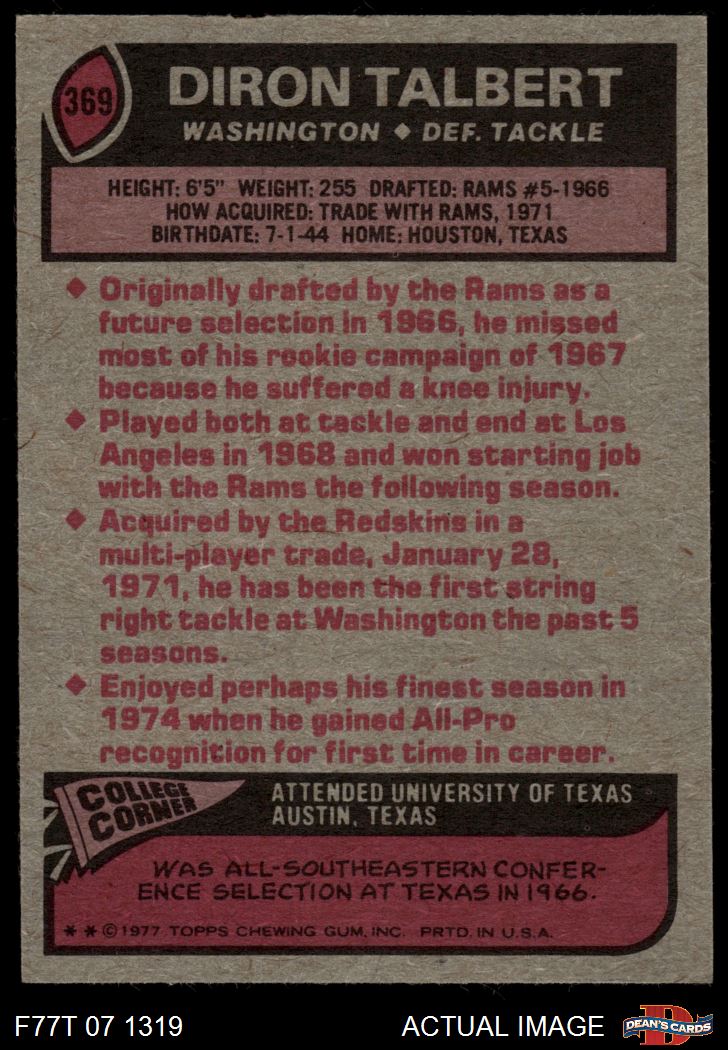 369
DIRON TALBERT
WASHINGTON ◆ DEF. TACKLE
HEIGHT: 6'5" WEIGHT: 255 DRAFTED: RAMS #5-1966
HOW ACQUIRED: TRADE WITH RAMS, 1971
BIRTHDATE: 7-1-44 HOME: HOUSTON, TEXAS
◆ Originally drafted by the Rams as a
future selection in 1966, he missed
most of his rookie campaign of 1967
because he suffered a knee injury.
◆ Played both at tackle and end at Los
Angeles in 1968 and won starting job
with the Rams the following season.
◆ Acquired by the Redskins in a
multi-player trade, January 28,
1971, he has been the first string
right tackle at Washington the past 5
seasons.
◆ Enjoyed perhaps his finest season in
1974 when he gained All-Pro
recognition for first time in career.
COLLEGE
CORNER
ATTENDED UNIVERSITY OF TEXAS
AUSTIN, TEXAS
WAS ALL-SOUTHEASTERN CONFER-
ENCE SELECTION AT TEXAS IN 1966.
* * © 1977 TOPPS CHEWING GUM, INC. PRTD. IN U.S.A.
F77T 07 1319
ACTUAL IMAGE
D
DEAN'S CARDS